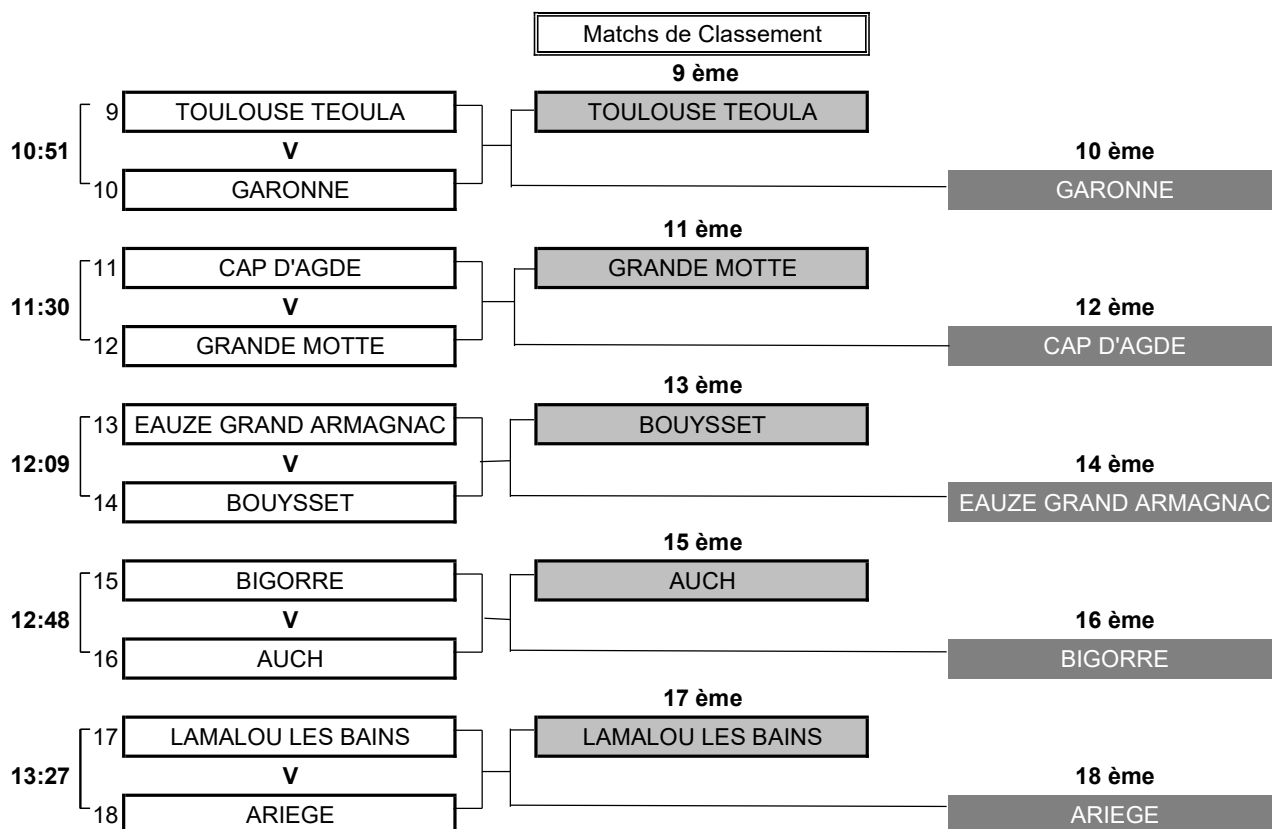 Matchs de Classement
9 ème
9 TOULOUSE TEOULA TOULOUSE TEOULA
10:51 V 10 ème
10 GARONNE GARONNE
11 ème
11 CAP D'AGDE GRANDE MOTTE
11:30 V 12 ème
12 GRANDE MOTTE CAP D'AGDE
13 ème
13 EAUZE GRAND ARMAGNAC BOUYSSET
12:09 V 14 ème
14 BOUYSSET EAUZE GRAND ARMAGNAC
15 ème
15 BIGORRE AUCH
12:48 V 16 ème
16 AUCH BIGORRE
17 ème
17 LAMALOU LES BAINS LAMALOU LES BAINS
13:27 V 18 ème
18 ARIEGE ARIEGE